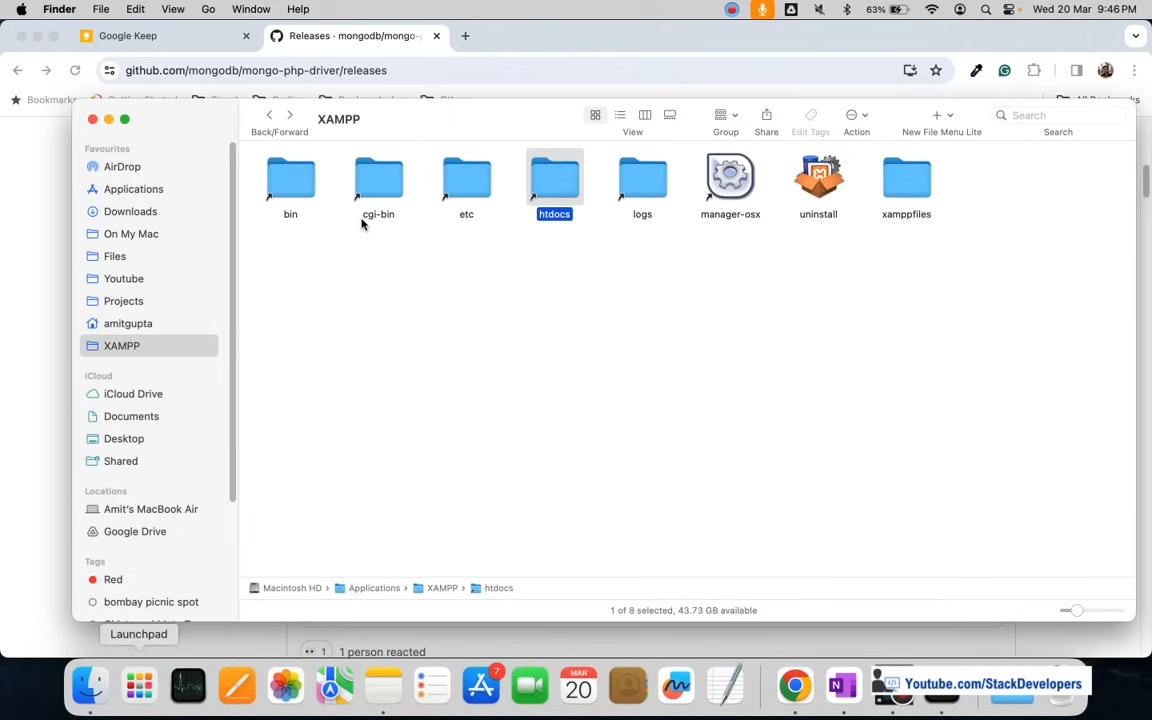 Finder File Edit View Go Window Help 63% Wed 20 Mar 9:46 PM
Google Keep Releases · mongodb/mongo-
github.com/mongodb/mongo-php-driver/releases
Bookmarks
XAMPP
Back/Forward View Group Share Edit Tags Action New File Menu Lite Search
Search
Favourites
AirDrop
Applications
Downloads
On My Mac
Files
Youtube
Projects
amitgupta
XAMPP
iCloud
iCloud Drive
Documents
Desktop
Shared
Locations
Amit's MacBook Air
Google Drive
Tags
Red
bombay picnic spot
bin cgi-bin etc htdocs logs manager-osx uninstall xamppfiles
Macintosh HD › Applications › XAMPP › htdocs
1 of 8 selected, 43.73 GB available
Launchpad
1 1 person reacted
7
MAR
20
Youtube.com/StackDevelopers